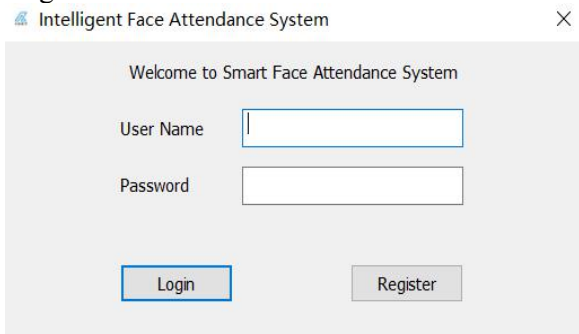 Intelligent Face Attendance System
Welcome to Smart Face Attendance System
User Name
Password
Login
Register